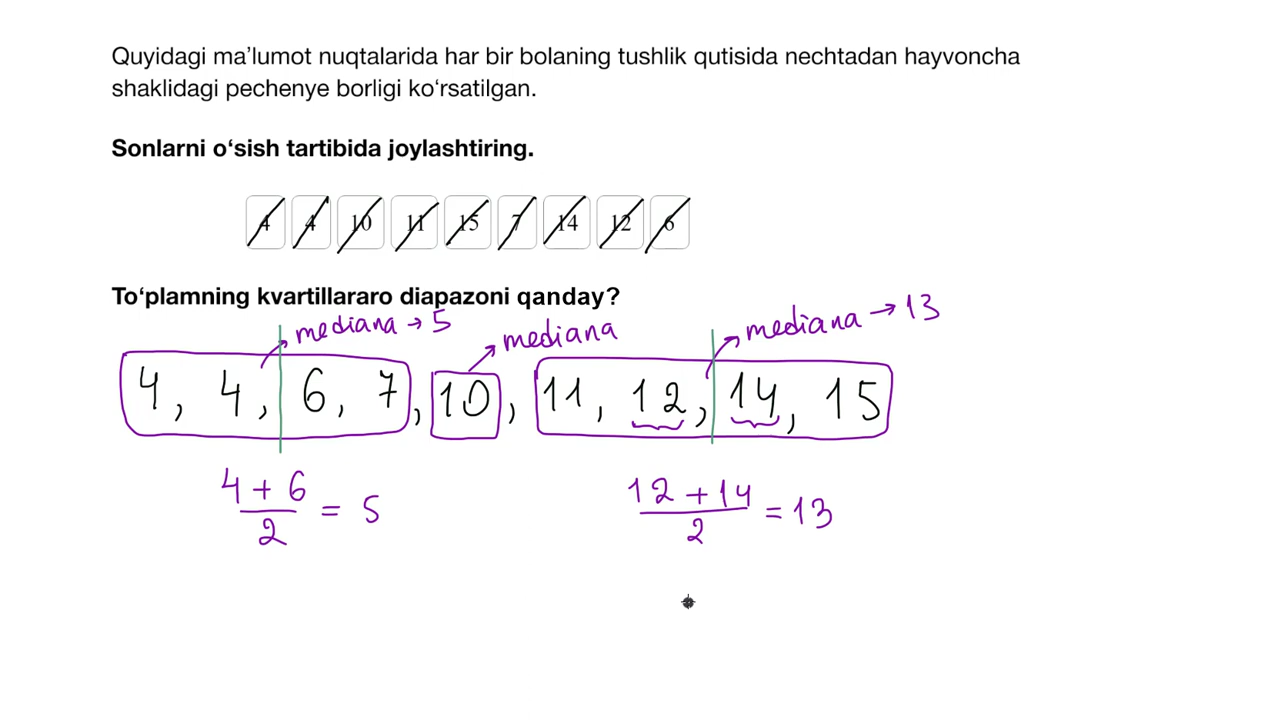 Quyidagi ma’lumot nuqtalarida har bir bolaning tushlik qutisida nechtadan hayvoncha
shaklidagi pechenye borligi ko‘rsatilgan.
Sonlarni o‘sish tartibida joylashtiring.
4 4 10 11 15 7 14 12 6
To‘plamning kvartillararo diapazoni qanday?
mediana → 5 mediana mediana → 13
4, 4, 6, 7, 10, 11, 12, 14, 15
4 + 6 / 2 = 5
12 + 14 / 2 = 13